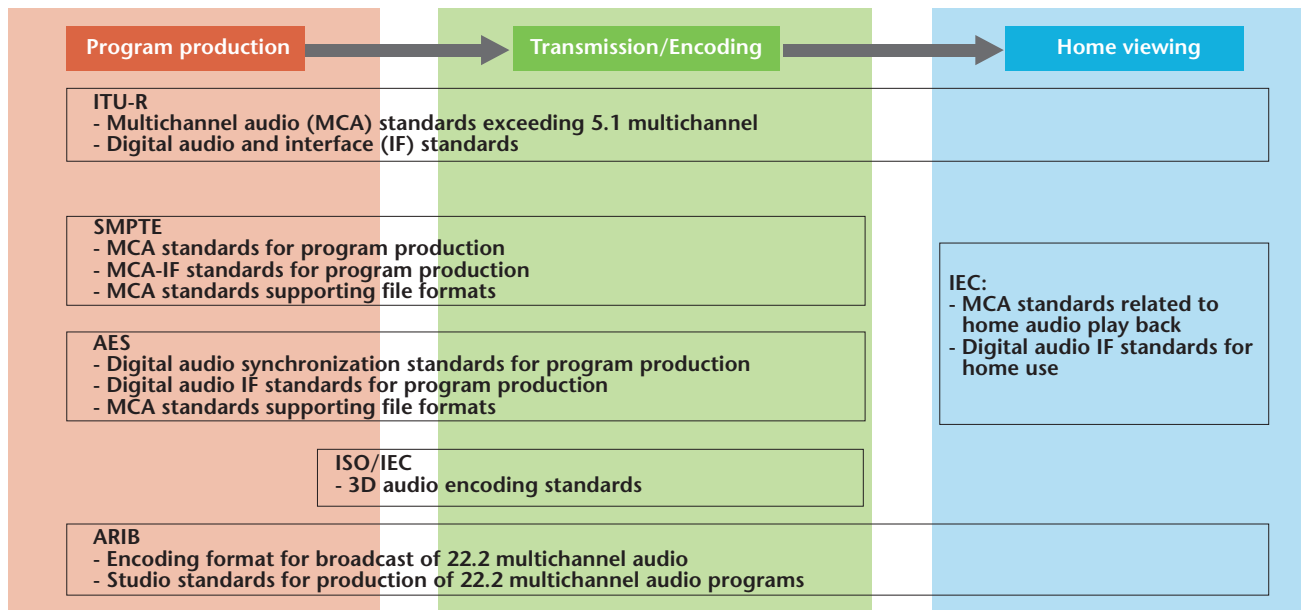 Program production
Transmission/Encoding
Home viewing
ITU-R
- Multichannel audio (MCA) standards exceeding 5.1 multichannel
- Digital audio and interface (IF) standards
SMPTE
- MCA standards for program production
- MCA-IF standards for program production
- MCA standards supporting file formats
IEC:
- MCA standards related to
home audio play back
- Digital audio IF standards for
home use
AES
- Digital audio synchronization standards for program production
- Digital audio IF standards for program production
- MCA standards supporting file formats
ISO/IEC
- 3D audio encoding standards
ARIB
- Encoding format for broadcast of 22.2 multichannel audio
- Studio standards for production of 22.2 multichannel audio programs